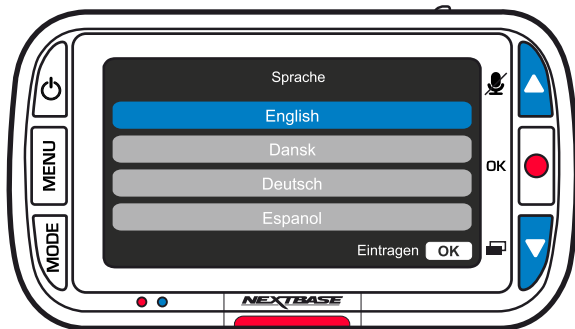 Sprache
English
Dansk
Deutsch
Espanol
Eintragen OK
MENU
MODE
OK
NEXTBASE